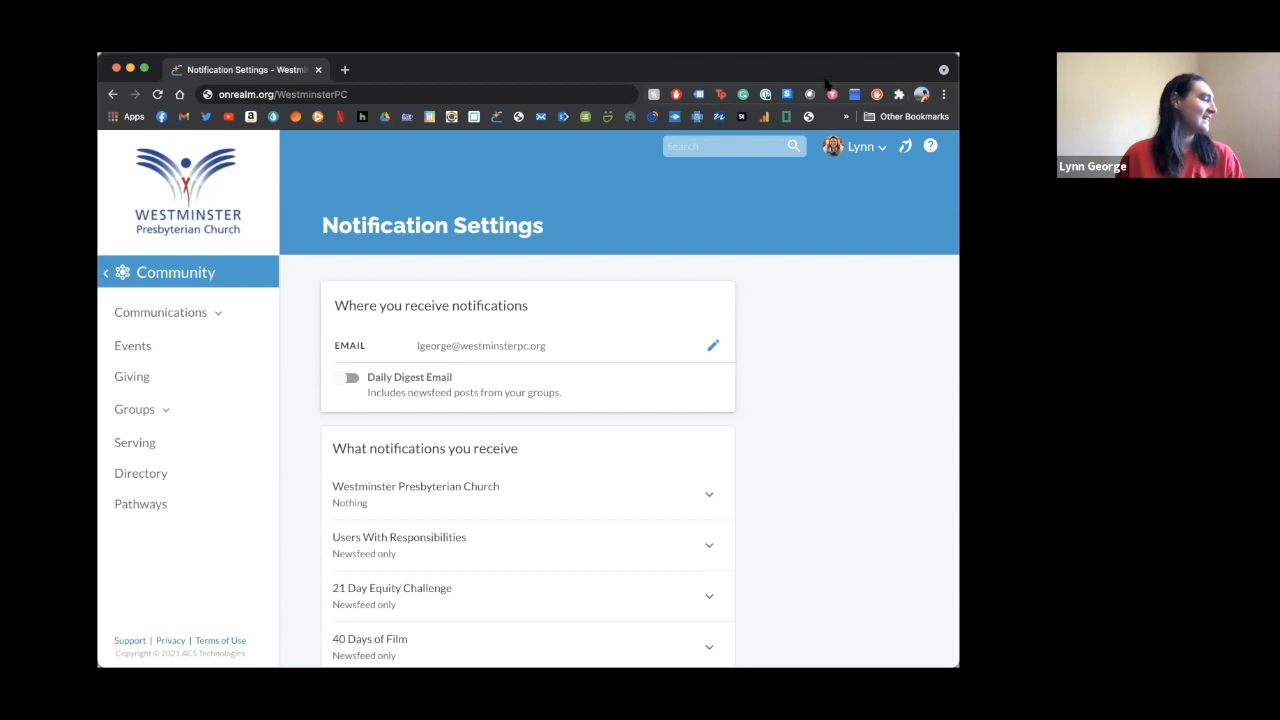 Notification Settings - Westmi
onrealm.org/WestminsterPC
Apps
Other Bookmarks
WESTMINSTER
Presbyterian Church
Search
Lynn
Notification Settings
Community
Communications
Events
Giving
Groups
Serving
Directory
Pathways
Support | Privacy | Terms of Use
Copyright © 2021 ACS Technologies
Where you receive notifications
EMAIL lgeorge@westminsterpc.org
Daily Digest Email
Includes newsfeed posts from your groups.
What notifications you receive
Westminster Presbyterian Church
Nothing
Users With Responsibilities
Newsfeed only
21 Day Equity Challenge
Newsfeed only
40 Days of Film
Newsfeed only
Lynn George